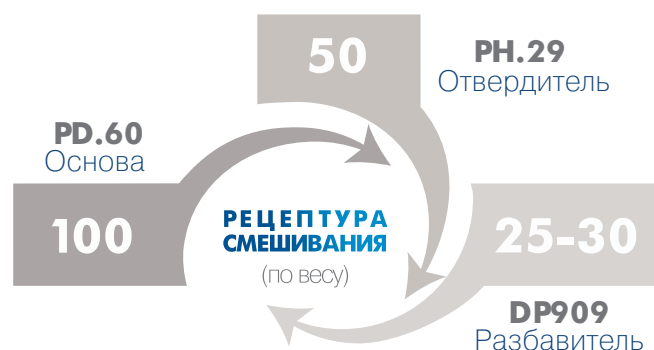 50
PH.29
Отвердитель
PD.60
Основа
100
РЕЦЕПТУРА
СМЕШИВАНИЯ
(по весу)
25-30
DP909
Разбавитель